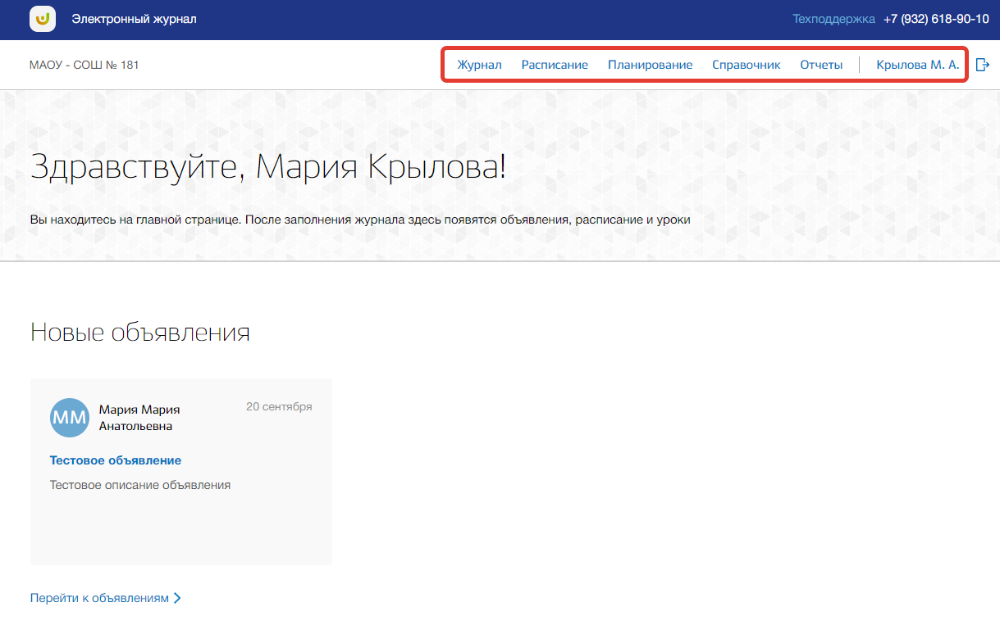 Электронный журнал Техподдержка +7 (932) 618-90-10
МАОУ - СОШ № 181 Журнал Расписание Планирование Справочник Отчеты Крылова М. А.
Здравствуйте, Мария Крылова!
Вы находитесь на главной странице. После заполнения журнала здесь появятся объявления, расписание и уроки
Новые объявления
ММ Мария Мария 20 сентября
Анатольевна
Тестовое объявление
Тестовое описание объявления
Перейти к объявлениям